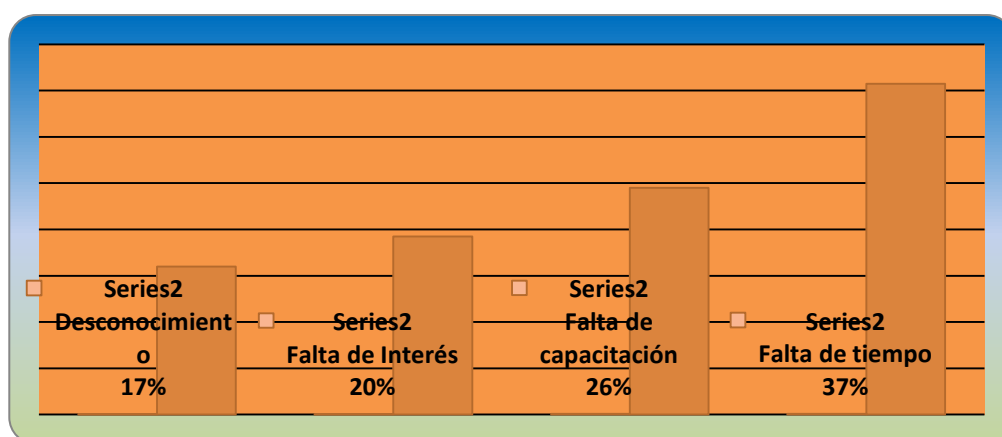 Series2
Desconocimient
o
17%
Series2
Falta de Interés
20%
Series2
Falta de
capacitación
26%
Series2
Falta de tiempo
37%